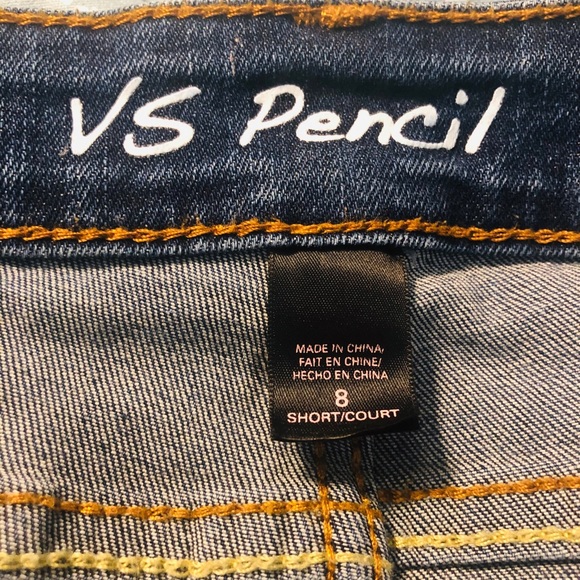 VS Pencil
MADE IN CHINA/
FAIT EN CHINE/
HECHO EN CHINA
8
SHORT/COURT